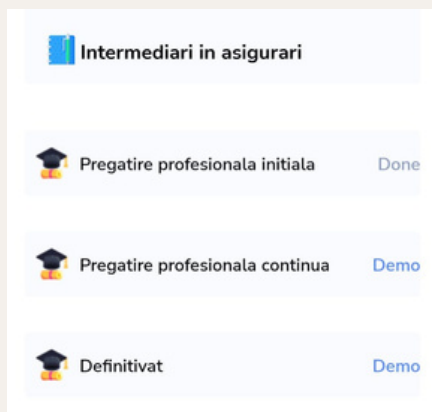 Intermediari in asigurari
Pregatire profesionala initiala Done
Pregatire profesionala continua Demo
Definitivat Demo